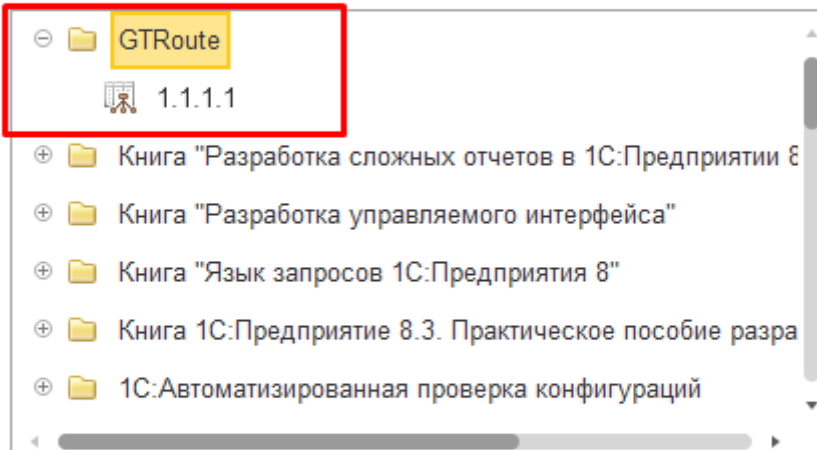 GTRoute
1.1.1.1
Книга "Разработка сложных отчетов в 1С:Предприятии 8
Книга "Разработка управляемого интерфейса"
Книга "Язык запросов 1С:Предприятия 8"
Книга 1С:Предприятие 8.3. Практическое пособие разра
1С:Автоматизированная проверка конфигураций